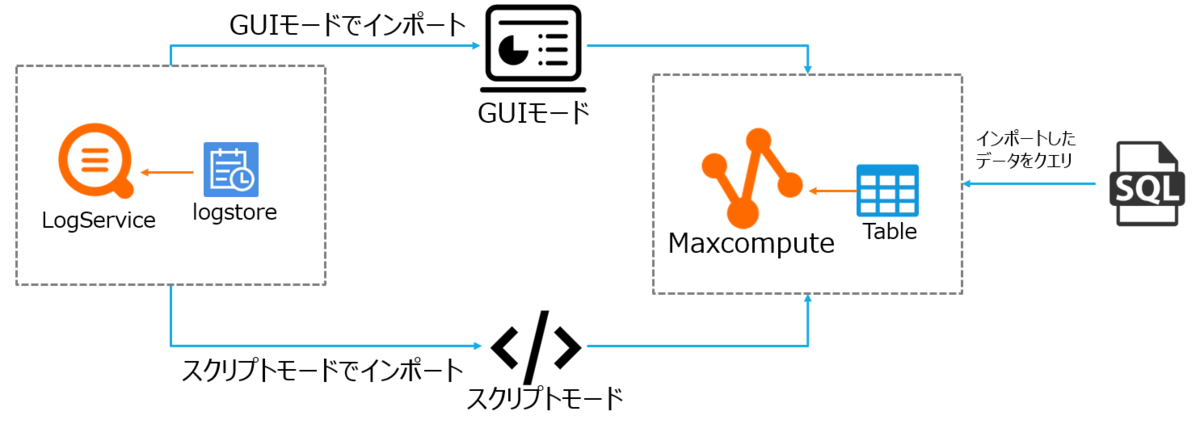 GUIモードでインポート
GUIモード
LogService
logstore
Maxcompute
Table
インポートした
データをクエリ
SQL
スクリプトモードでインポート
スクリプトモード